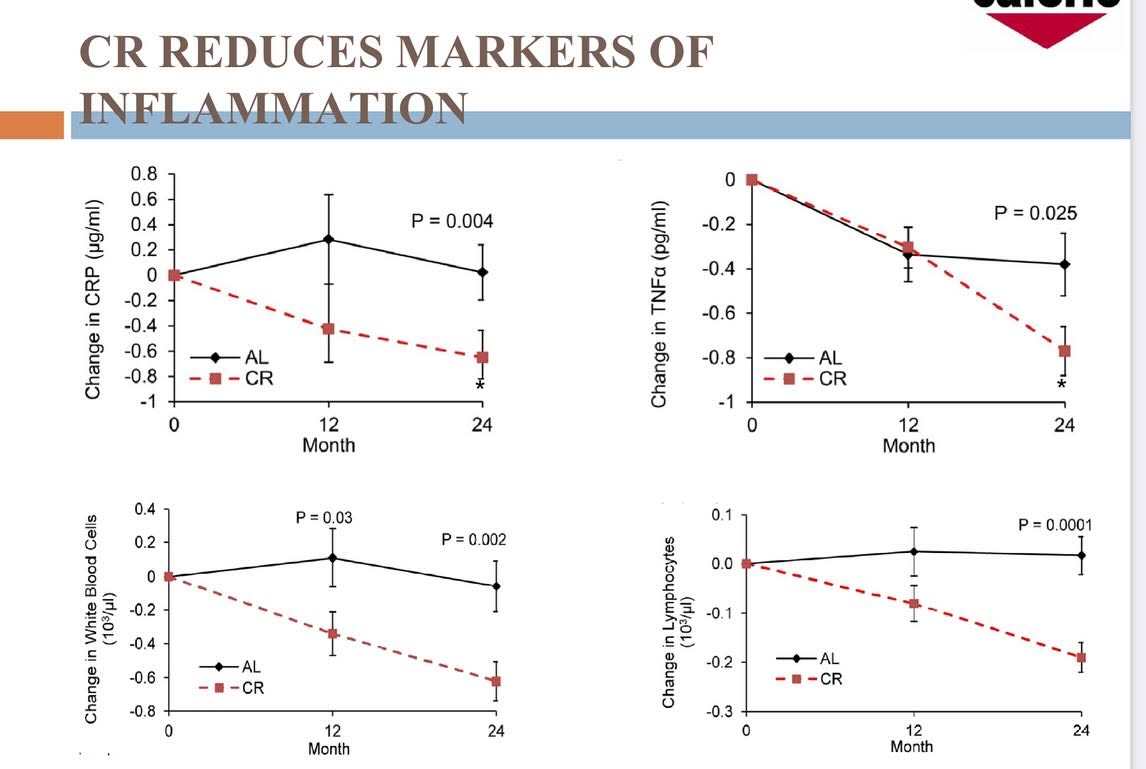 CR REDUCES MARKERS OF
INFLAMMATION
Change in CRP (µg/ml)
0.8
0.6
0.4
0.2
0
-0.2
-0.4
-0.6
-0.8
-1
P = 0.004
AL
CR
*
0
12
24
Month
Change in TNFα (pg/ml)
0
-0.2
-0.4
-0.6
-0.8
-1
P = 0.025
AL
CR
*
0
12
24
Month
Change in White Blood Cells
(10³/µl)
0.4
0.2
0
-0.2
-0.4
-0.6
-0.8
P = 0.03
P = 0.002
AL
CR
0
12
24
Month
Change in Lymphocytes
(10³/µl)
0.1
0.0
-0.1
-0.2
-0.3
P = 0.0001
AL
CR
0
12
24
Month